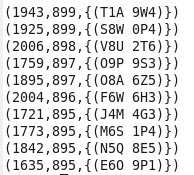 (1943,899,{(T1A 9W4)})
(1925,899,{(S8W 0P4)})
(2006,898,{(V8U 2T6)})
(1759,897,{(O9P 9S3)})
(1895,897,{(O8A 6Z5)})
(2004,896,{(F6W 6H3)})
(1721,895,{(J4M 4G3)})
(1773,895,{(M6S 1P4)})
(1842,895,{(N5Q 8E5)})
(1635,895,{(E6O 9P1)})